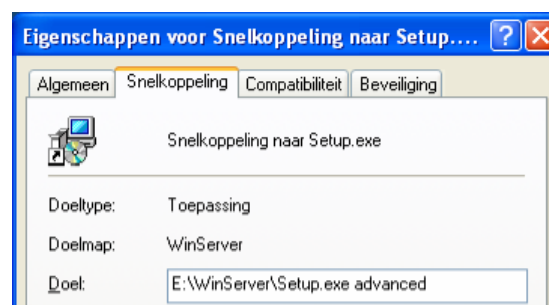 Eigenschappen voor Snelkoppeling naar Setup....
Algemeen Snelkoppeling Compatibiliteit Beveiliging
Snelkoppeling naar Setup.exe
Doeltype: Toepassing
Doelmap: WinServer
Doel: E:\WinServer\Setup.exe advanced